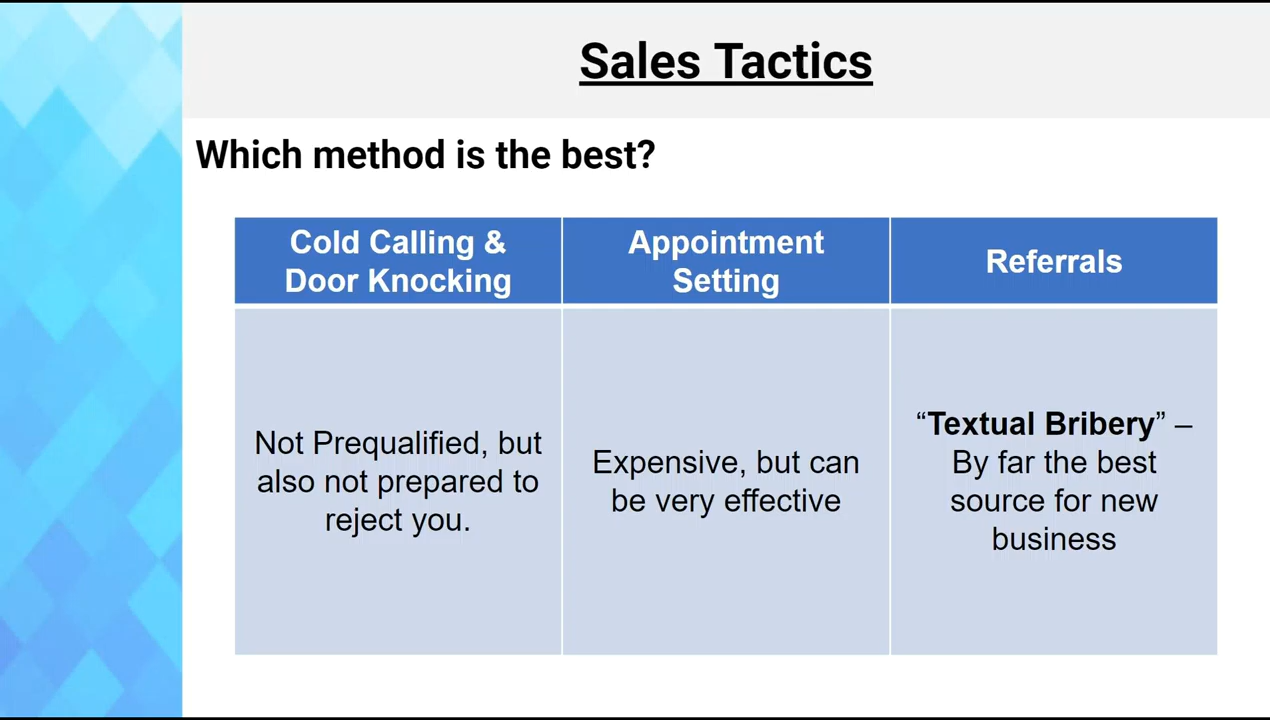 Sales Tactics
Which method is the best?
Cold Calling &
Door Knocking
Appointment
Setting
Referrals
Not Prequalified, but
also not prepared to
reject you.
Expensive, but can
be very effective
“Textual Bribery” –
By far the best
source for new
business